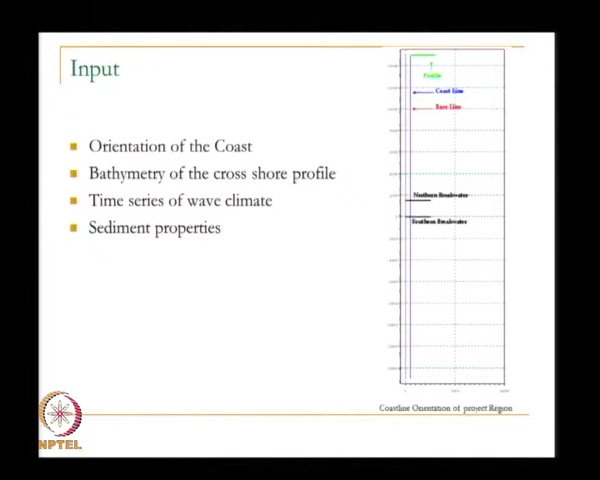 Input
Orientation of the Coast
Bathymetry of the cross shore profile
Time series of wave climate
Sediment properties
Profile
Coast Line
Base Line
Northern Breakwater
Southern Breakwater
Coastline Orientation of project Region
NPTEL